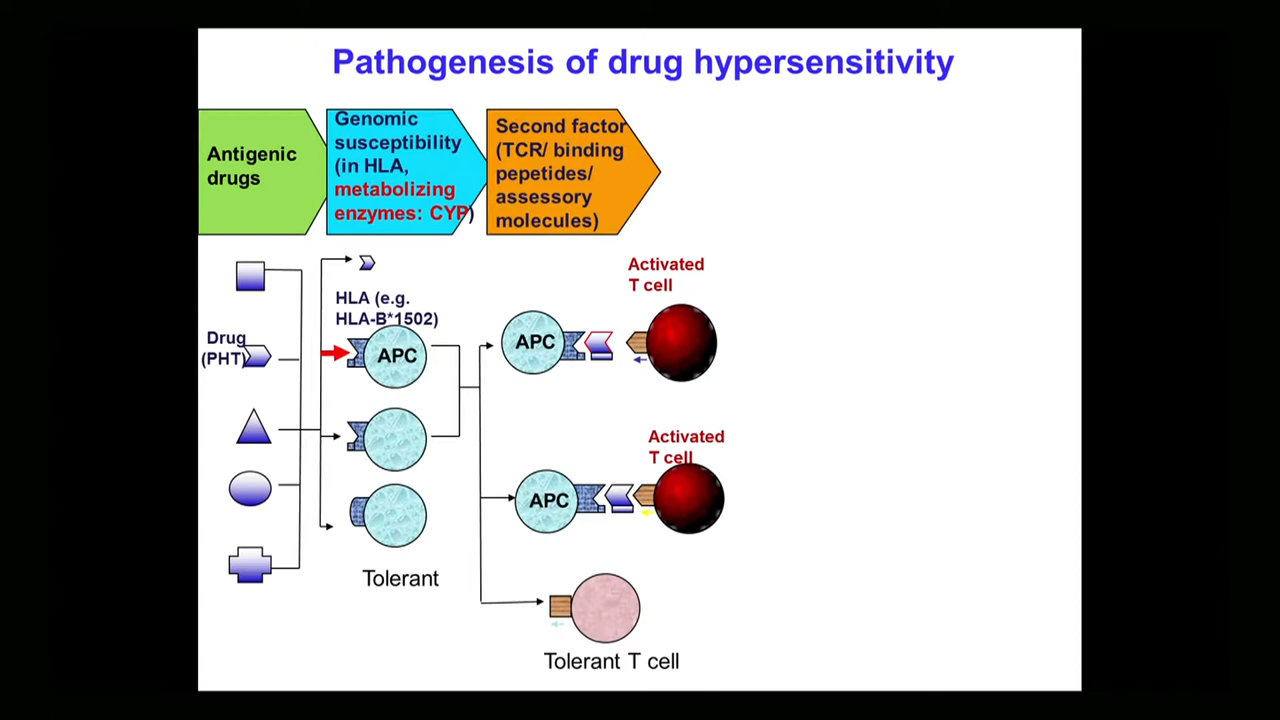 Pathogenesis of drug hypersensitivity
Antigenic
drugs
Genomic
susceptibility
(in HLA,
metabolizing
enzymes: CYP)
Second factor
(TCR/ binding
pepetides/
assessory
molecules)
Drug
(PHT)
HLA (e.g.
HLA-B*1502)
APC
Tolerant
APC
Activated
T cell
APC
Activated
T cell
Tolerant T cell